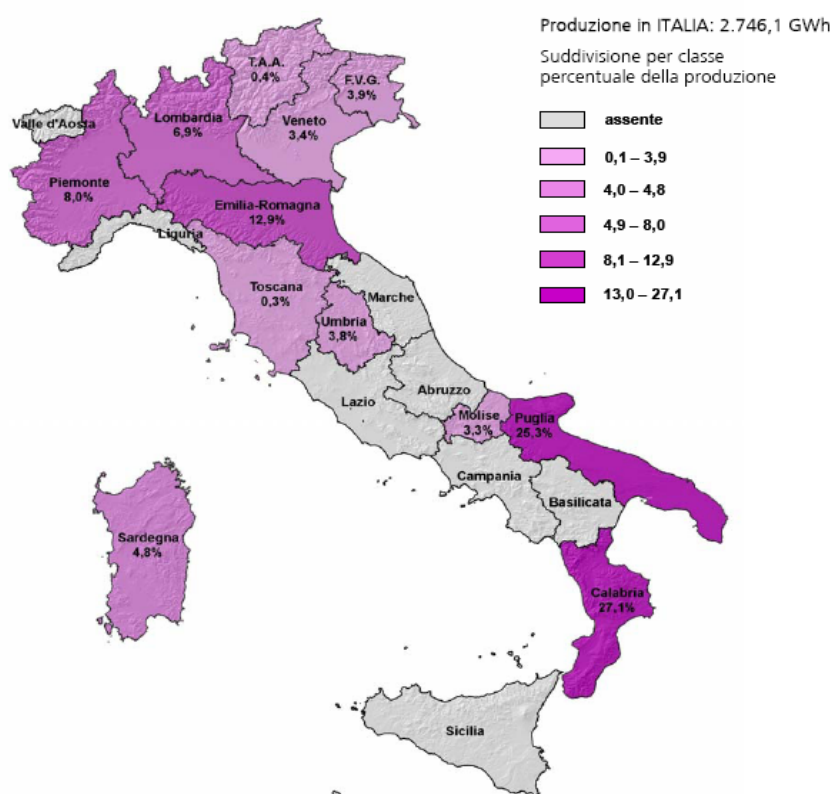 Produzione in ITALIA: 2.746,1 GWh
Suddivisione per classe
percentuale della produzione
assente
0,1 – 3,9
4,0 – 4,8
4,9 – 8,0
8,1 – 12,9
13,0 – 27,1
T.A.A.
0,4%
F.V.G.
3,9%
Valle d'Aosta
Lombardia
6,9%
Veneto
3,4%
Piemonte
8,0%
Emilia-Romagna
12,9%
Liguria
Toscana
0,3%
Marche
Umbria
3,8%
Lazio
Abruzzo
Molise
3,3%
Puglia
25,3%
Campania
Basilicata
Sardegna
4,8%
Calabria
27,1%
Sicilia